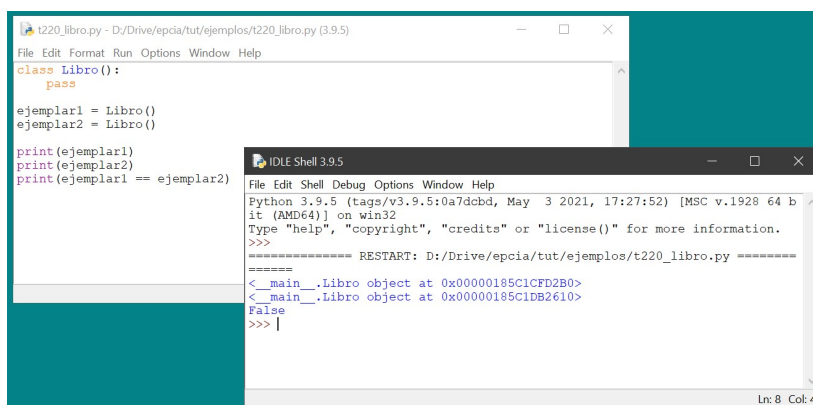 t220_libro.py - D:/Drive/epcia/tut/ejemplos/t220_libro.py (3.9.5)
File Edit Format Run Options Window Help
class Libro():
    pass
ejemplar1 = Libro()
ejemplar2 = Libro()
print(ejemplar1)
print(ejemplar2)
print(ejemplar1 == ejemplar2)
IDLE Shell 3.9.5
File Edit Shell Debug Options Window Help
Python 3.9.5 (tags/v3.9.5:0a7dcbd, May  3 2021, 17:27:52) [MSC v.1928 64 b
it (AMD64)] on win32
Type "help", "copyright", "credits" or "license()" for more information.
>>>
============== RESTART: D:/Drive/epcia/tut/ejemplos/t220_libro.py ========
======
<__main__.Libro object at 0x00000185C1CFD2B0>
<__main__.Libro object at 0x00000185C1DB2610>
False
>>>
Ln: 8 Col: 4